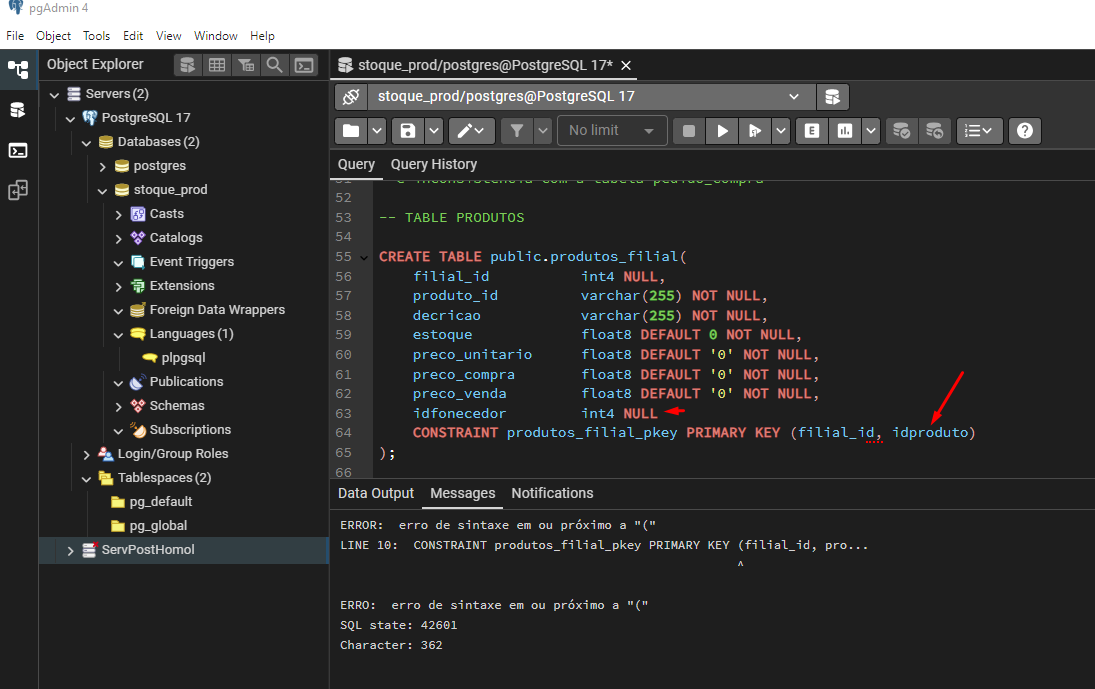 pgAdmin 4
File Object Tools Edit View Window Help
Object Explorer
stoque_prod/postgres@PostgreSQL 17*
Servers (2)
PostgreSQL 17
Databases (2)
postgres
stoque_prod
Casts
Catalogs
Event Triggers
Extensions
Foreign Data Wrappers
Languages (1)
plpgsql
Publications
Schemas
Subscriptions
Login/Group Roles
Tablespaces (2)
pg_default
pg_global
ServPostHomol
stoque_prod/postgres@PostgreSQL 17
No limit
E
Query Query History
52
53 -- TABLE PRODUTOS
54
55 CREATE TABLE public.produtos_filial(
56 filial_id int4 NULL,
57 produto_id varchar(255) NOT NULL,
58 decricao varchar(255) NOT NULL,
59 estoque float8 DEFAULT 0 NOT NULL,
60 preco_unitario float8 DEFAULT '0' NOT NULL,
61 preco_compra float8 DEFAULT '0' NOT NULL,
62 preco_venda float8 DEFAULT '0' NOT NULL,
63 idfonecedor int4 NULL
64 CONSTRAINT produtos_filial_pkey PRIMARY KEY (filial_id, idproduto)
65 );
66
Data Output Messages Notifications
ERROR: erro de sintaxe em ou próximo a "("
LINE 10: CONSTRAINT produtos_filial_pkey PRIMARY KEY (filial_id, pro...
^
ERRO: erro de sintaxe em ou próximo a "("
SQL state: 42601
Character: 362